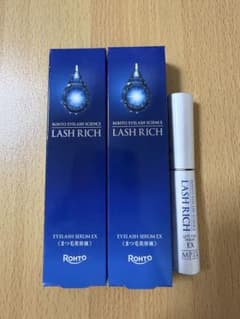 ROHTO EYELASH SCIENCE
LASH RICH
EYELASH SERUM EX
〈まつ毛美容液〉
ROHTO
ROHTO EYELASH SCIENCE
LASH RICH
EYELASH SERUM EX
〈まつ毛美容液〉
ROHTO
LASH RICH
EX